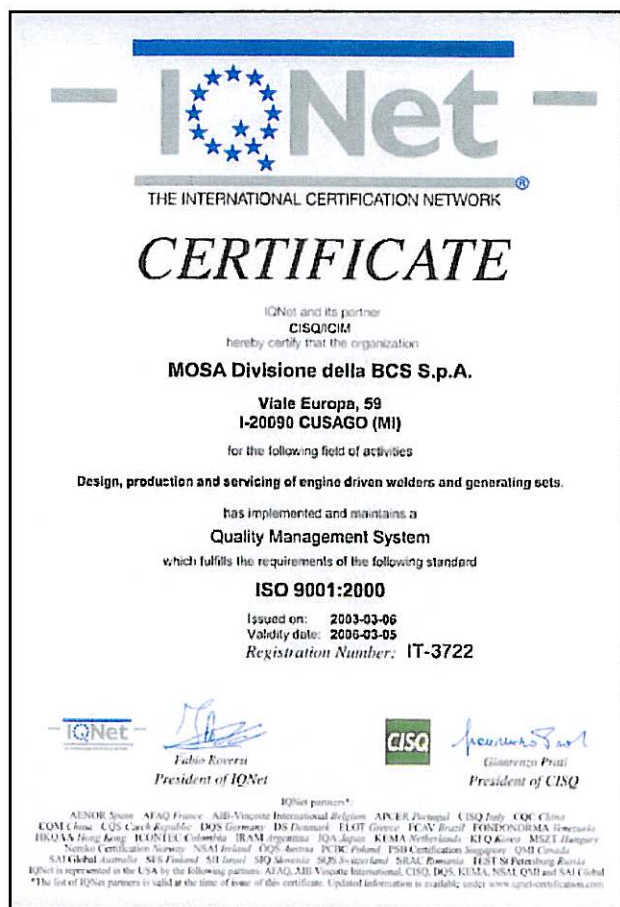 IQNet
®
THE INTERNATIONAL CERTIFICATION NETWORK
CERTIFICATE
IQNet and its partner
CISQ/ICIM
hereby certify that the organization
MOSA Divisione della BCS S.p.A.
Viale Europa, 59
I-20090 CUSAGO (MI)
for the following field of activities
Design, production and servicing of engine driven welders and generating sets.
has implemented and maintains a
Quality Management System
which fulfills the requirements of the following standard
ISO 9001:2000
Issued on: 2003-03-06
Validity date: 2006-03-05
Registration Number: IT-3722
IQNet
CISQ
Fabio Roversi
President of IQNet
Gianrenzo Prati
President of CISQ
IQNet partners*:
AENOR Spain AFAQ France AIB-Vinçotte International Belgium APCER Portugal CISQ Italy CQC China
CQM China CQS Czech Republic DQS Germany DS Denmark ELOT Greece FCAV Brazil FONDONORMA Venezuela
HKQAA Hong Kong ICONTEC Colombia IRAM Argentina JQA Japan KEMA Netherlands KFQ Korea MSZT Hungary
Nemko Certification Norway NSAI Ireland ÖQS Austria PCBC Poland PSB Certification Singapore QMI Canada
SAI Global Australia SFS Finland SII Israel SIQ Slovenia SQS Switzerland SRAC Romania TEST St Petersburg Russia
IQNet is represented in the USA by the following partners: AFAQ, AIB-Vinçotte International, CISQ, DQS, KEMA, NSAI, QMI and SAI Global
*The list of IQNet partners is valid at the time of issue of this certificate. Updated information is available under www.iqnet-certification.com